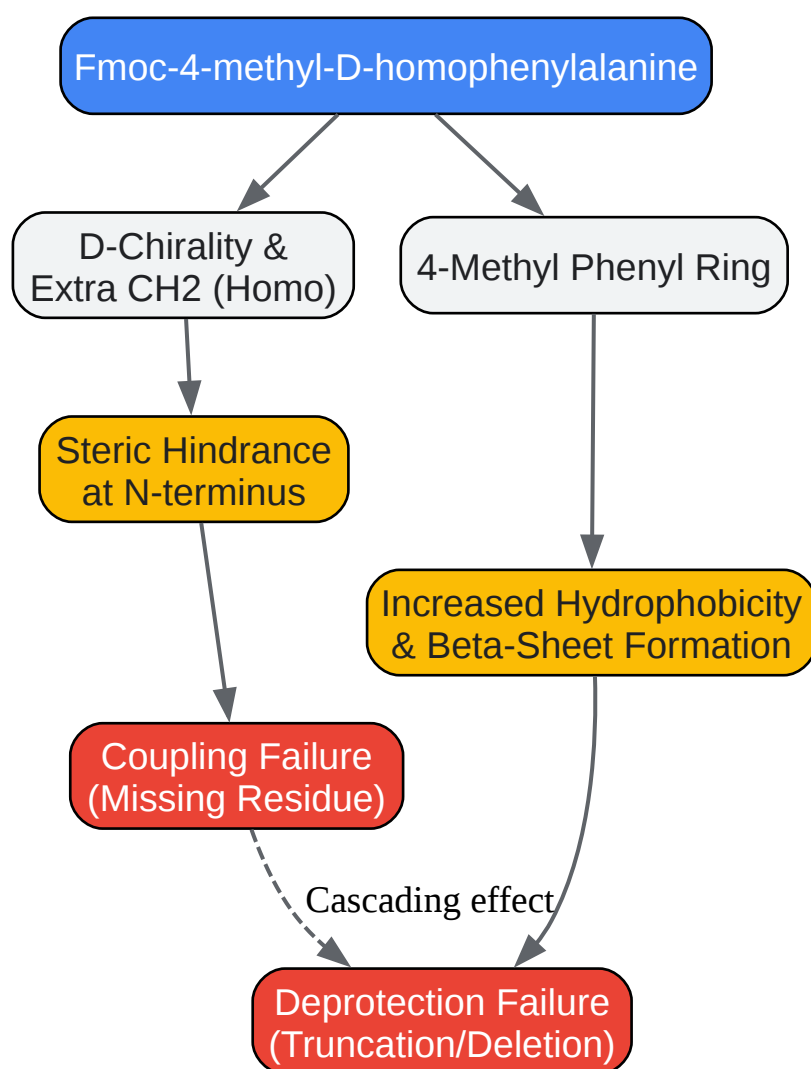 Fmoc-4-methyl-D-homophenylalanine
D-Chirality &
Extra CH2 (Homo)
4-Methyl Phenyl Ring
Steric Hindrance
at N-terminus
Increased Hydrophobicity
& Beta-Sheet Formation
Coupling Failure
(Missing Residue)
Cascading effect
Deprotection Failure
(Truncation/Deletion)